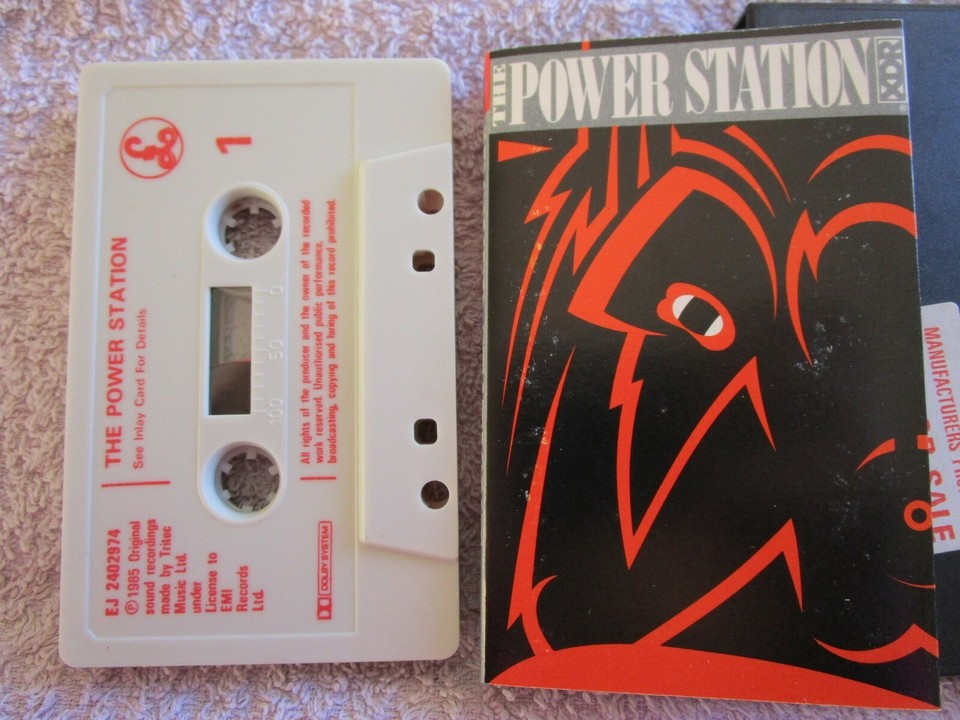 1
THE POWER STATION
See Inlay Card For Details
EJ 2402974
℗ 1985 Original
sound recordings
made by Tritec
Music Ltd.
under
License to
EMI
Records
Ltd.
All rights of the producer and the owner of the recorded
work reserved. Unauthorised public performance,
broadcasting, copying and hiring of this record prohibited.
DOLBY SYSTEM
0
50
100
THE POWER STATION
XDR
MANUFACTURERS
SALE